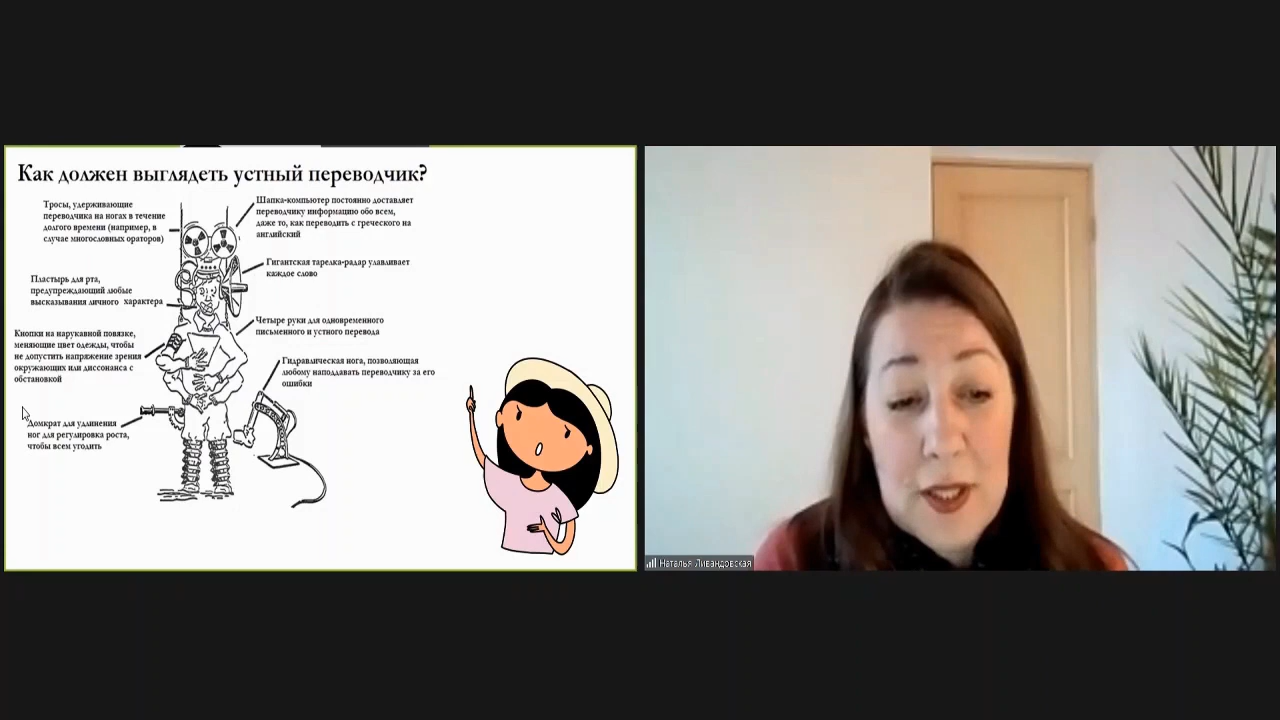 Как должен выглядеть устный переводчик?
Тросы, удерживающие
переводчика на ногах в течение
долгого времени (например, в
случае многословных ораторов)
Шапка-компьютер постоянно доставляет
переводчику информацию обо всем,
даже то, как переводить с греческого на
английский
Гигантская тарелка-радар улавливает
каждое слово
Пластырь для рта,
предупреждающий любые
высказывания личного характера
Четыре руки для одновременного
письменного и устного перевода
Кнопки на нарукавной повязке,
меняющие цвет одежды, чтобы
не допустить напряжение зрения
окружающих или диссонанса с
обстановкой
Гидравлическая нога, позволяющая
любому наподдавать переводчику за его
ошибки
Домкрат для удлинения
ног для регулировка роста,
чтобы всем угодить
Наталья Ливандовская